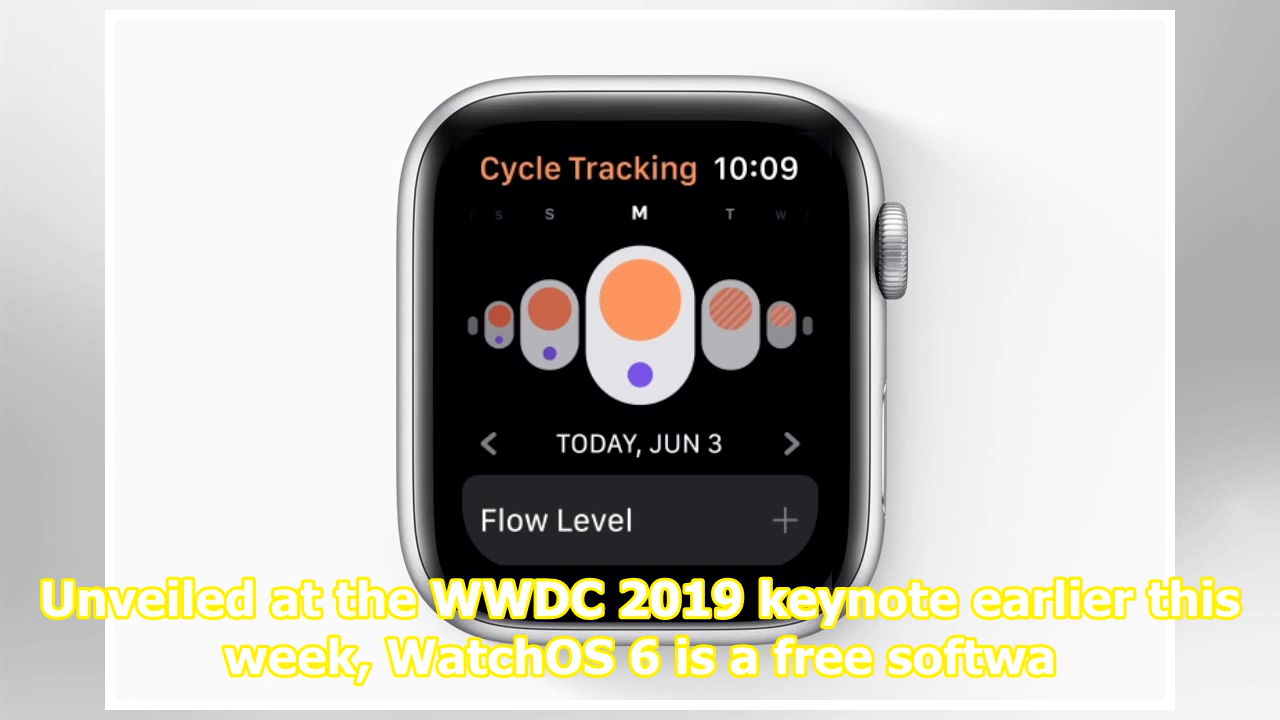 Cycle Tracking 10:09
S S M T W
TODAY, JUN 3
Flow Level
Unveiled at the WWDC 2019 keynote earlier this
week, WatchOS 6 is a free softwa